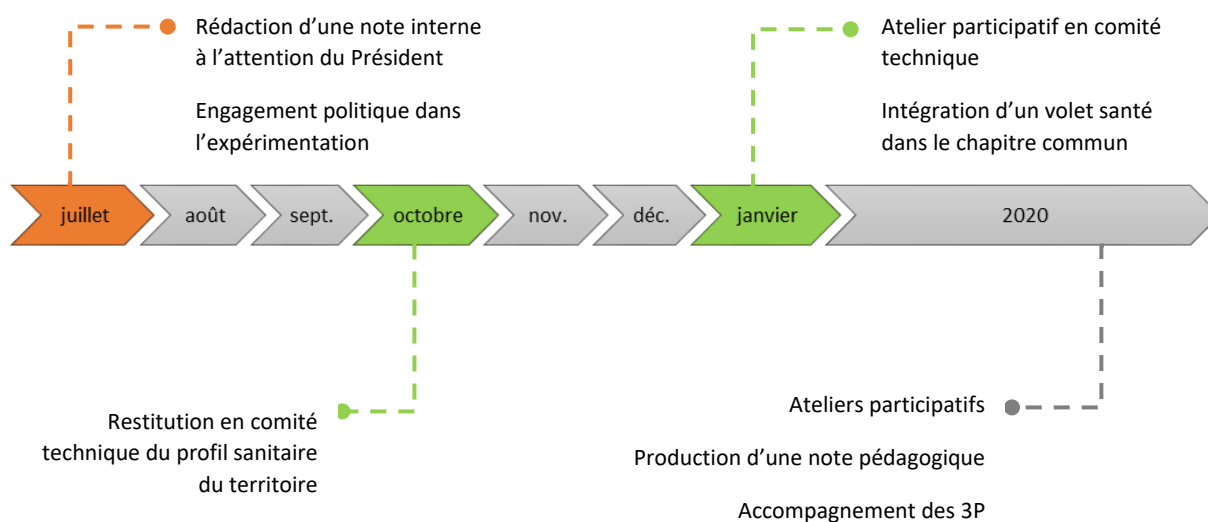 Rédaction d’une note interne
à l’attention du Président
Engagement politique dans
l’expérimentation
Atelier participatif en comité
technique
Intégration d’un volet santé
dans le chapitre commun
juillet
août
sept.
octobre
nov.
déc.
janvier
2020
Restitution en comité
technique du profil sanitaire
du territoire
Ateliers participatifs
Production d’une note pédagogique
Accompagnement des 3P